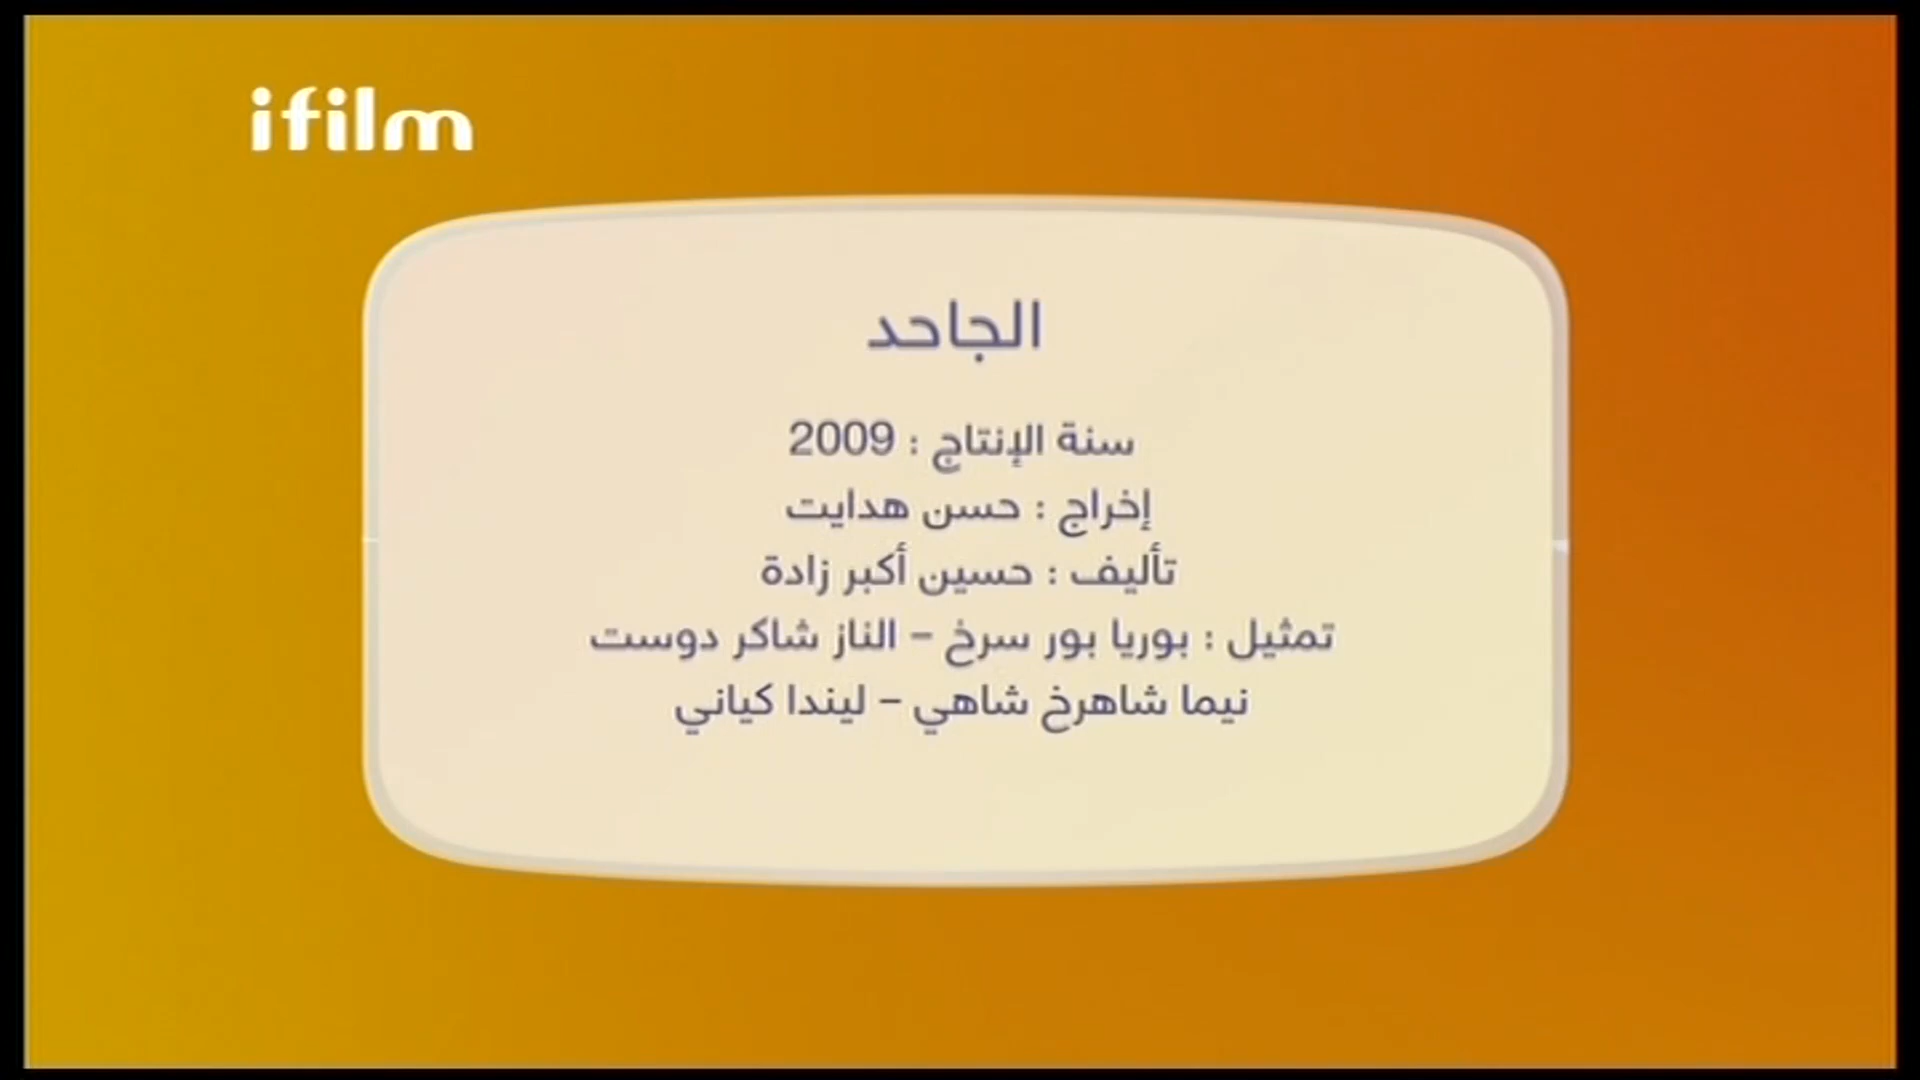 ifilm
الجاحد
سنة الإنتاج : 2009
إخراج : حسن هدايت
تأليف : حسين أكبر زادة
تمثيل : بوريا بور سرخ – الناز شاكر دوست
نيما شاهرخ شاهي – ليندا كياني